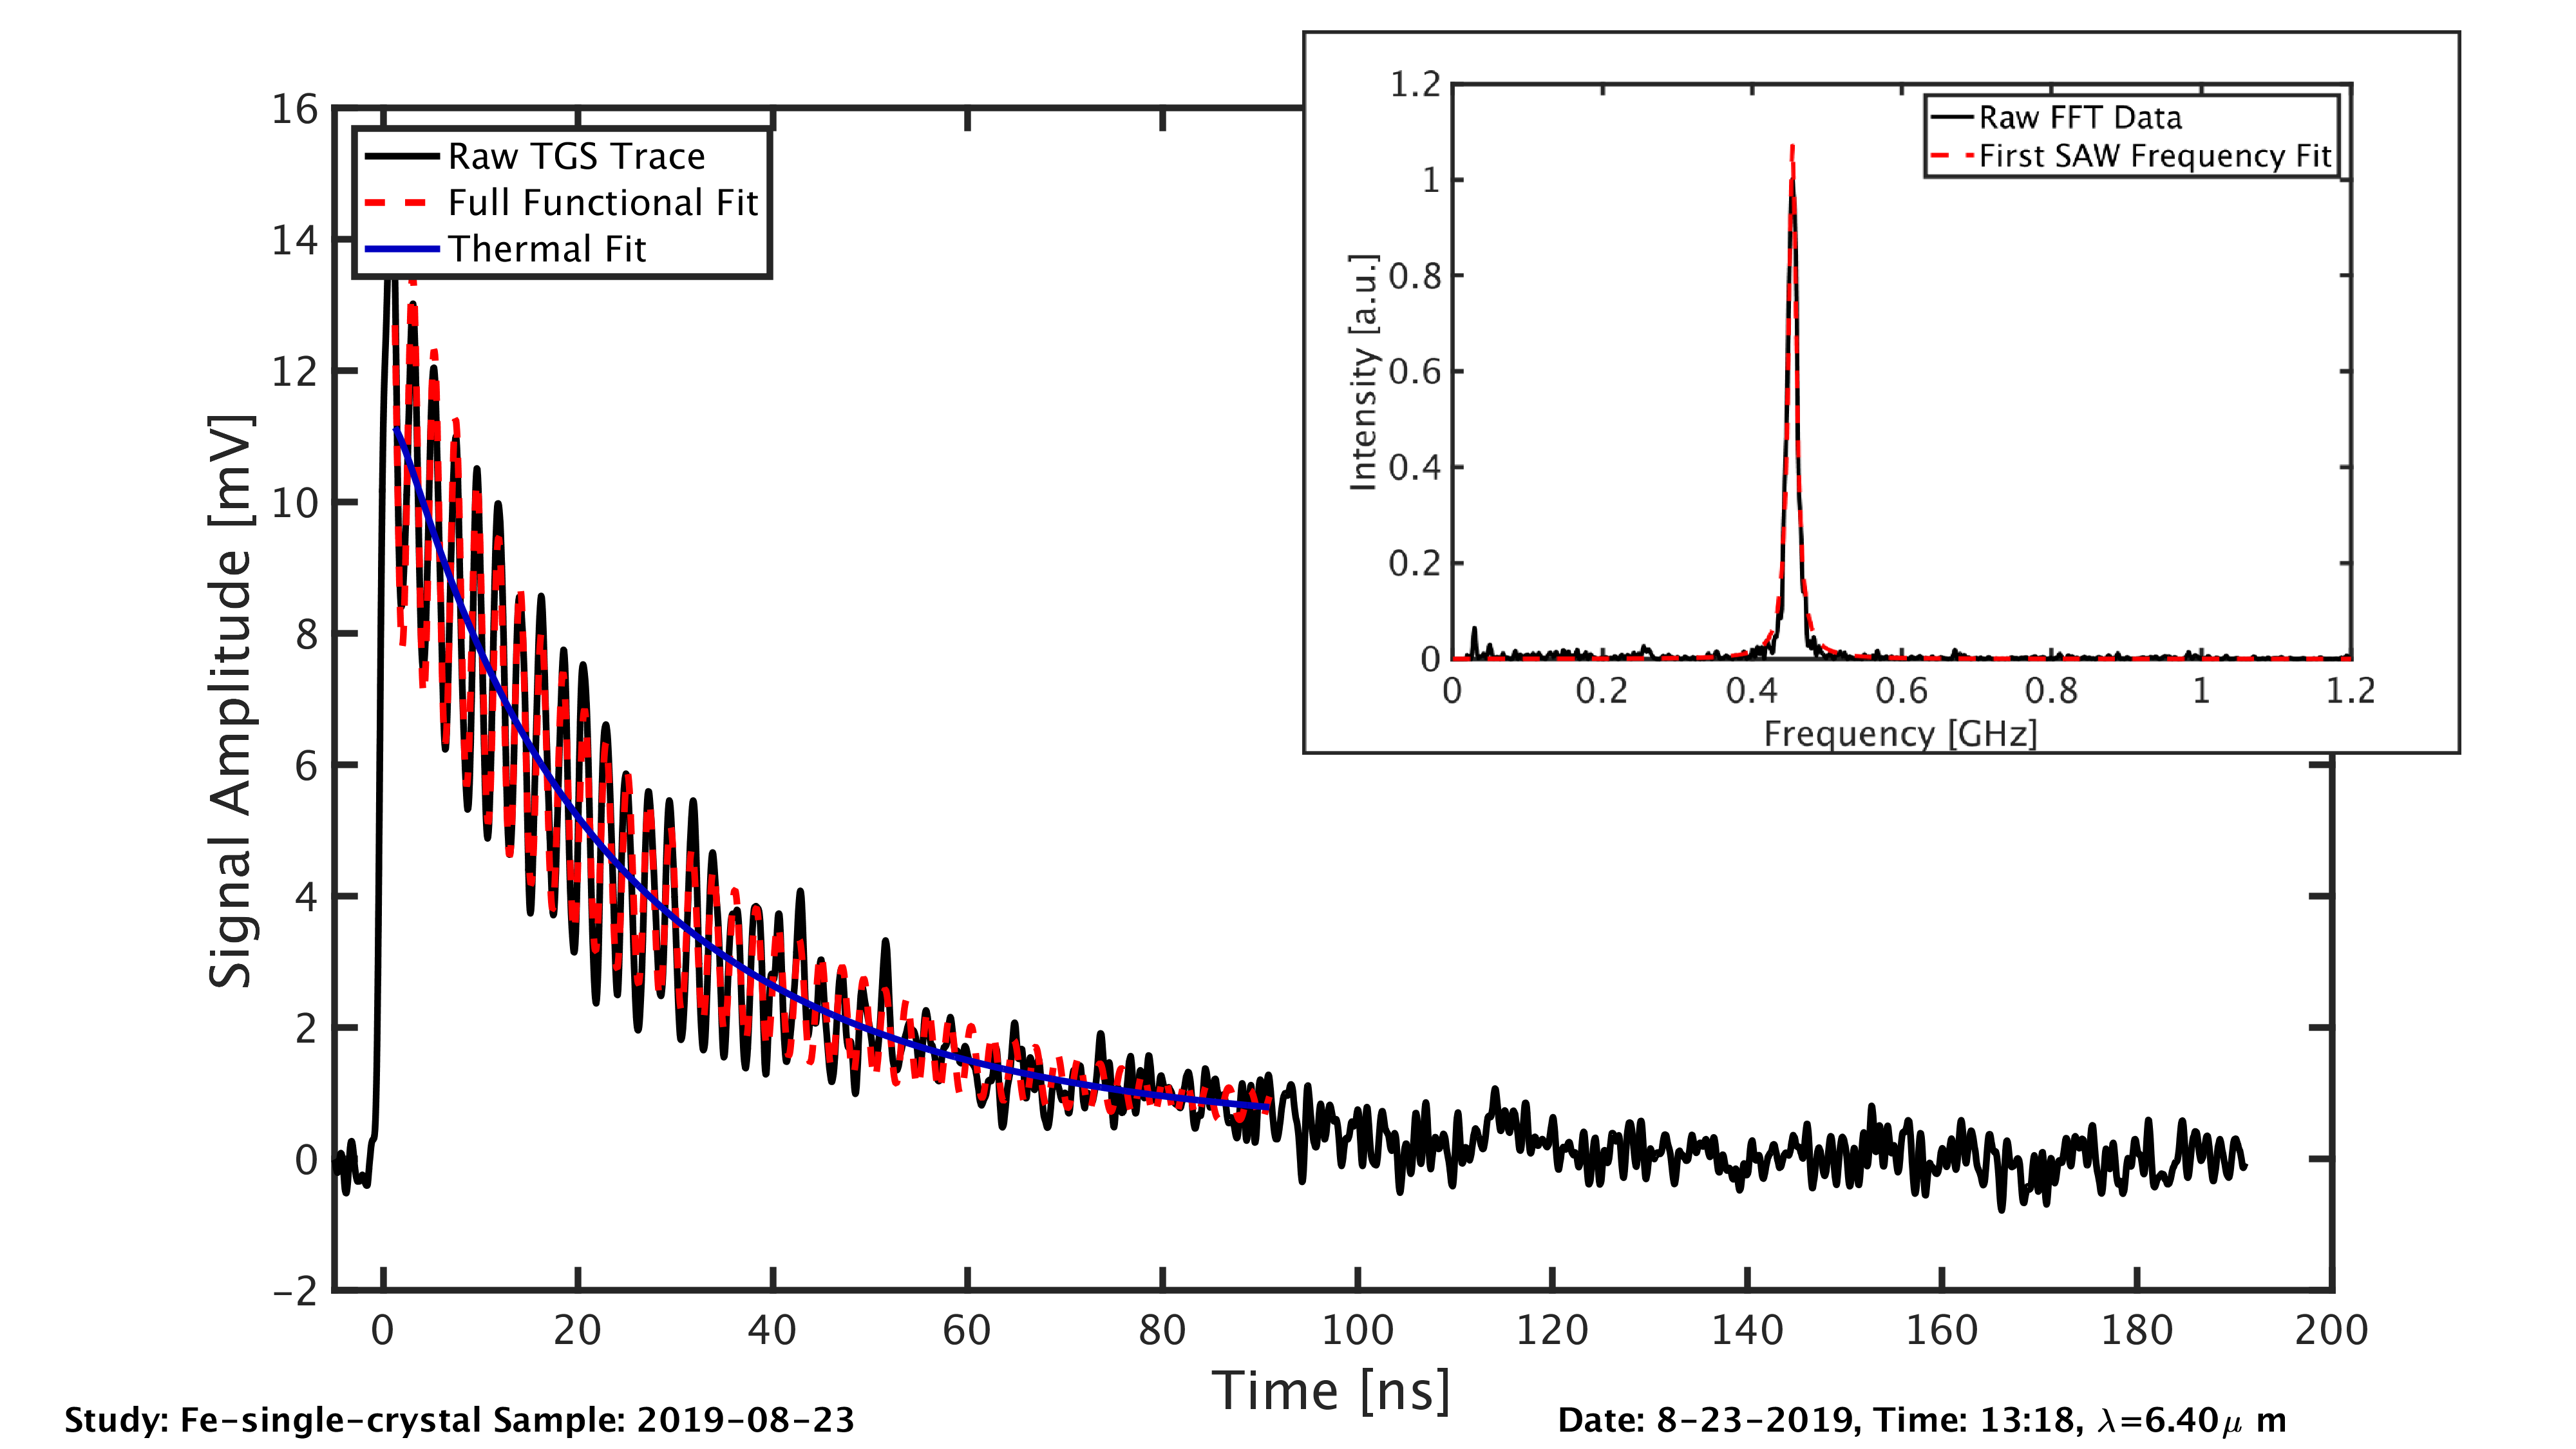 Raw TGS Trace
Full Functional Fit
Thermal Fit
16
14
12
10
8
6
4
2
0
-2
Signal Amplitude [mV]
0 20 40 60 80 100 120 140 160 180 200
Time [ns]
Raw FFT Data
First SAW Frequency Fit
1.2
1
0.8
0.6
0.4
0.2
0
Intensity [a.u.]
0 0.2 0.4 0.6 0.8 1 1.2
Frequency [GHz]
Study: Fe-single-crystal Sample: 2019-08-23
Date: 8-23-2019, Time: 13:18, λ=6.40μ m